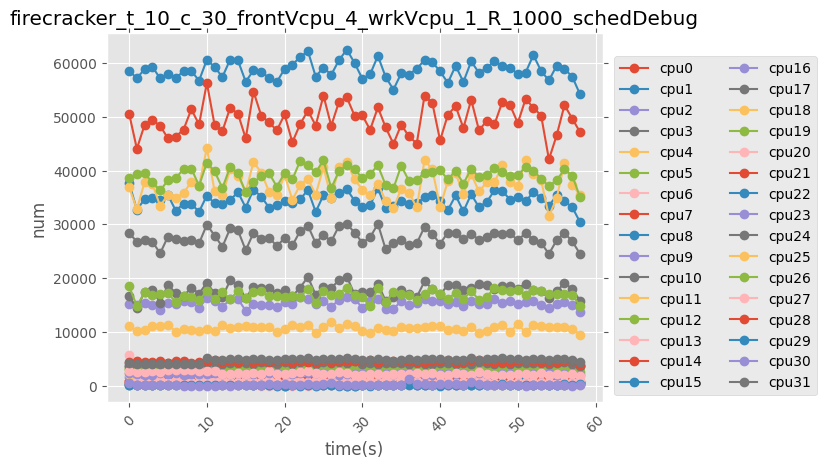 firecracker_t_10_c_30_frontVcpu_4_wrkVcpu_1_R_1000_schedDebug
60000
50000
40000
30000
20000
10000
0
num
0
10
20
30
40
50
60
time(s)
cpu0
cpu1
cpu2
cpu3
cpu4
cpu5
cpu6
cpu7
cpu8
cpu9
cpu10
cpu11
cpu12
cpu13
cpu14
cpu15
cpu16
cpu17
cpu18
cpu19
cpu20
cpu21
cpu22
cpu23
cpu24
cpu25
cpu26
cpu27
cpu28
cpu29
cpu30
cpu31